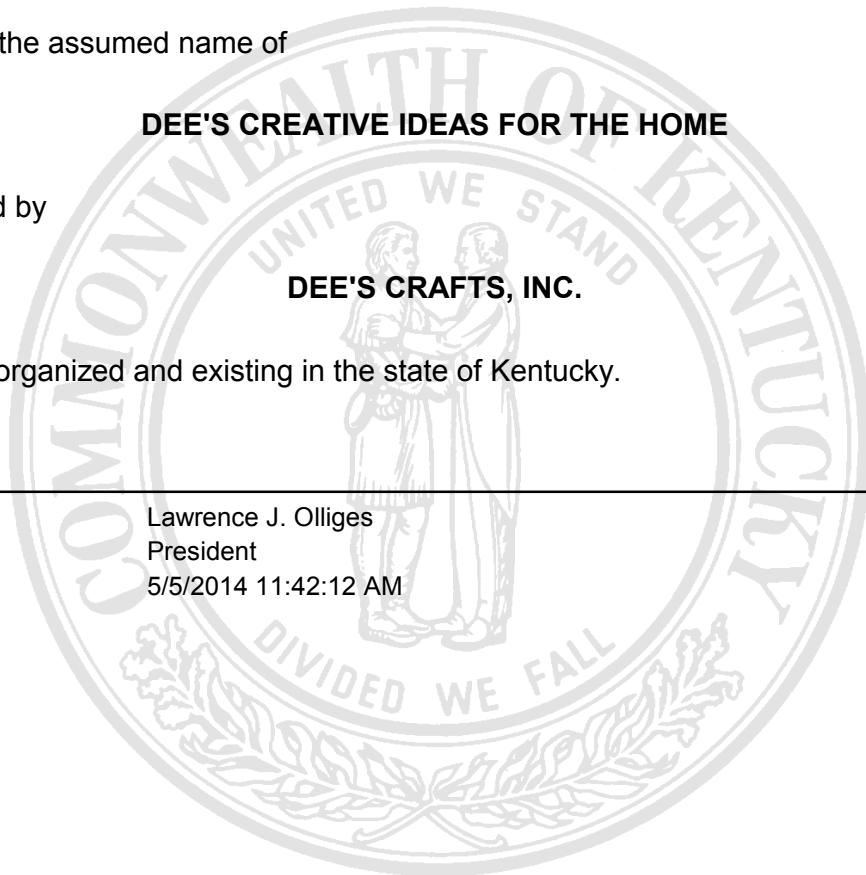 the assumed name of
DEE'S CREATIVE IDEAS FOR THE HOME
d by
DEE'S CRAFTS, INC.
organized and existing in the state of Kentucky.
Lawrence J. Olliges
President
5/5/2014 11:42:12 AM
COMMONWEALTH OF KENTUCKY
UNITED WE STAND
DIVIDED WE FALL